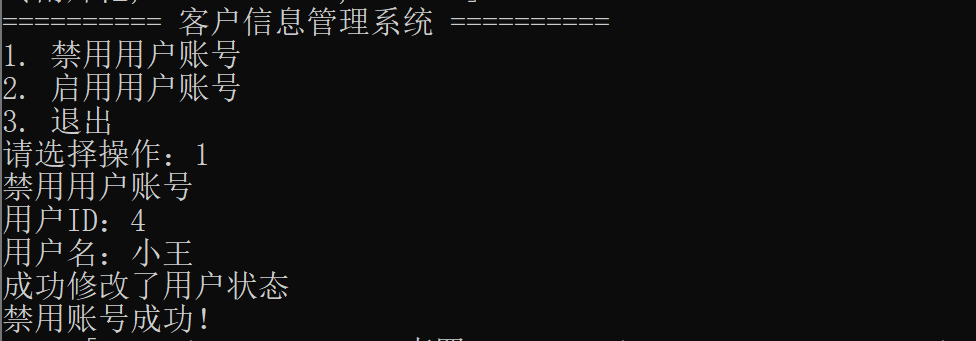 ========== 客户信息管理系统 ==========
1. 禁用用户账号
2. 启用用户账号
3. 退出
请选择操作：1
禁用用户账号
用户ID：4
用户名：小王
成功修改了用户状态
禁用账号成功！